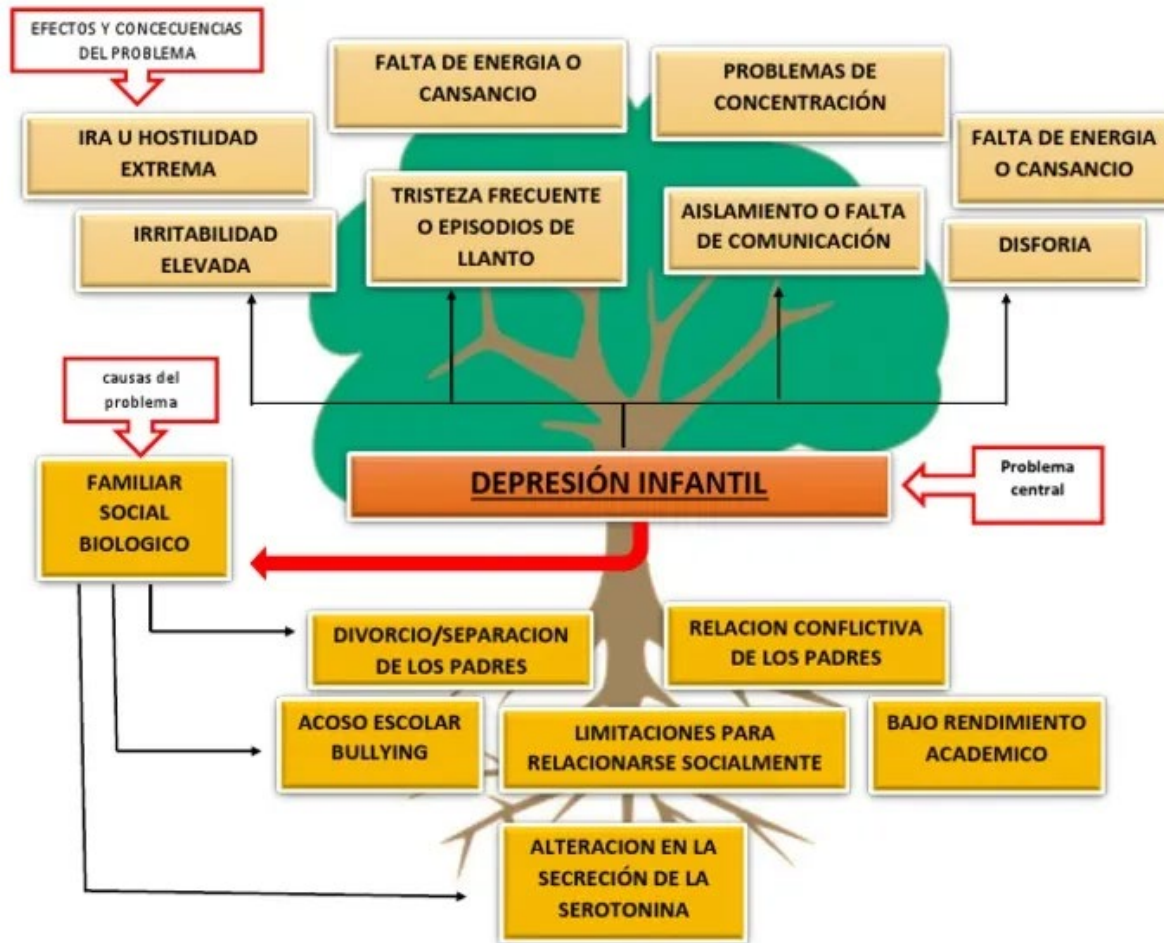 EFECTOS Y CONCECUENCIAS
DEL PROBLEMA
FALTA DE ENERGIA O
CANSANCIO
PROBLEMAS DE
CONCENTRACIÓN
IRA U HOSTILIDAD
EXTREMA
FALTA DE ENERGIA
O CANSANCIO
TRISTEZA FRECUENTE
O EPISODIOS DE
LLANTO
AISLAMIENTO O FALTA
DE COMUNICACIÓN
IRRITABILIDAD
ELEVADA
DISFORIA
causas del
problema
FAMILIAR
SOCIAL
BIOLOGICO
DEPRESIÓN INFANTIL
Problema
central
DIVORCIO/SEPARACION
DE LOS PADRES
RELACION CONFLICTIVA
DE LOS PADRES
ACOSO ESCOLAR
BULLYING
LIMITACIONES PARA
RELACIONARSE SOCIALMENTE
BAJO RENDIMIENTO
ACADEMICO
ALTERACION EN LA
SECRECIÓN DE LA
SEROTONINA